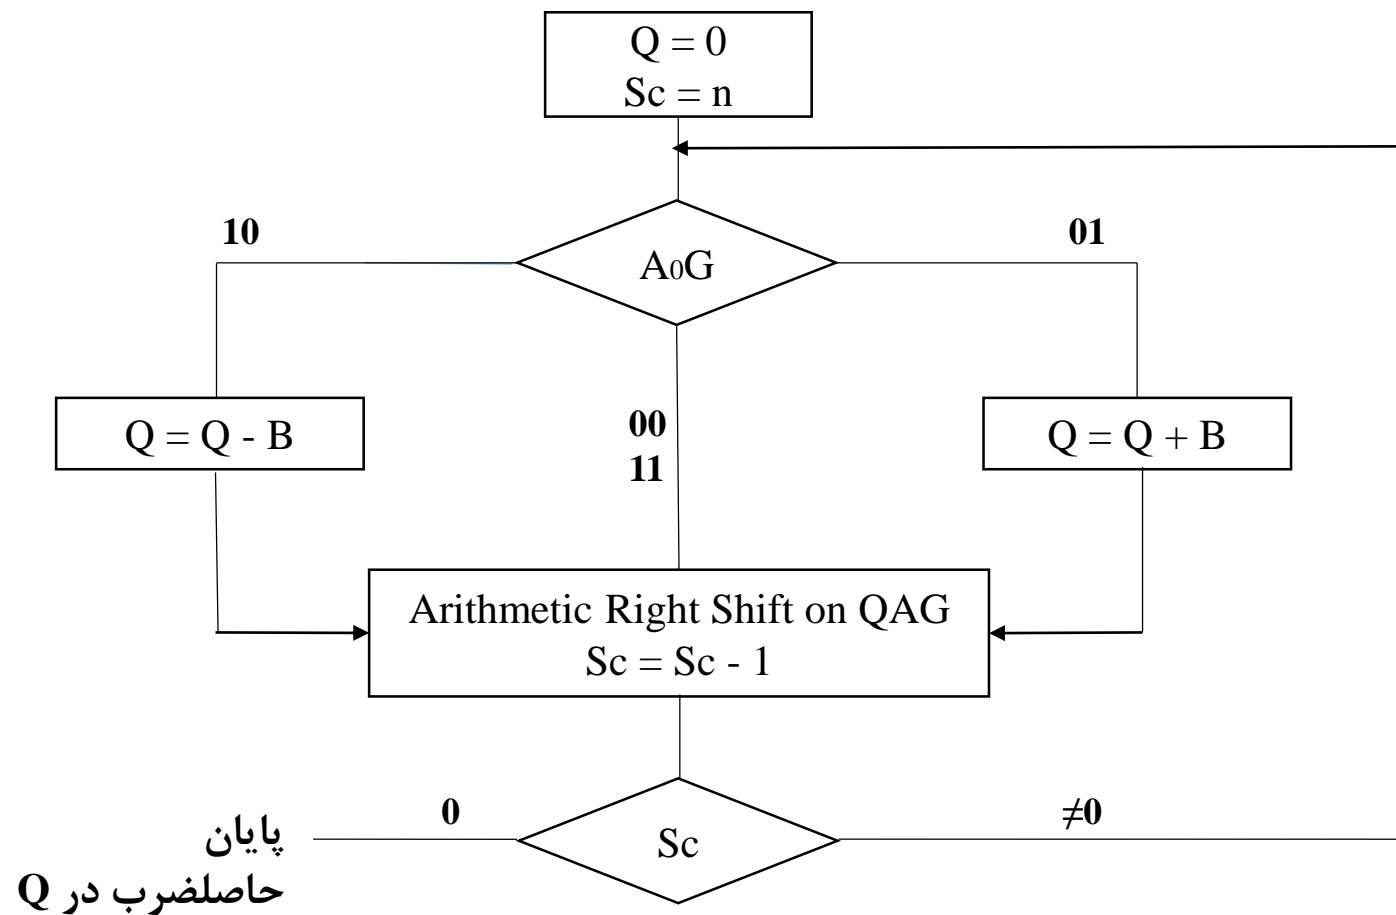 Q = 0
Sc = n
10
01
A0G
Q = Q - B
00
11
Q = Q + B
Arithmetic Right Shift on QAG
Sc = Sc - 1
0
≠0
Sc
پایان
حاصلضرب در Q